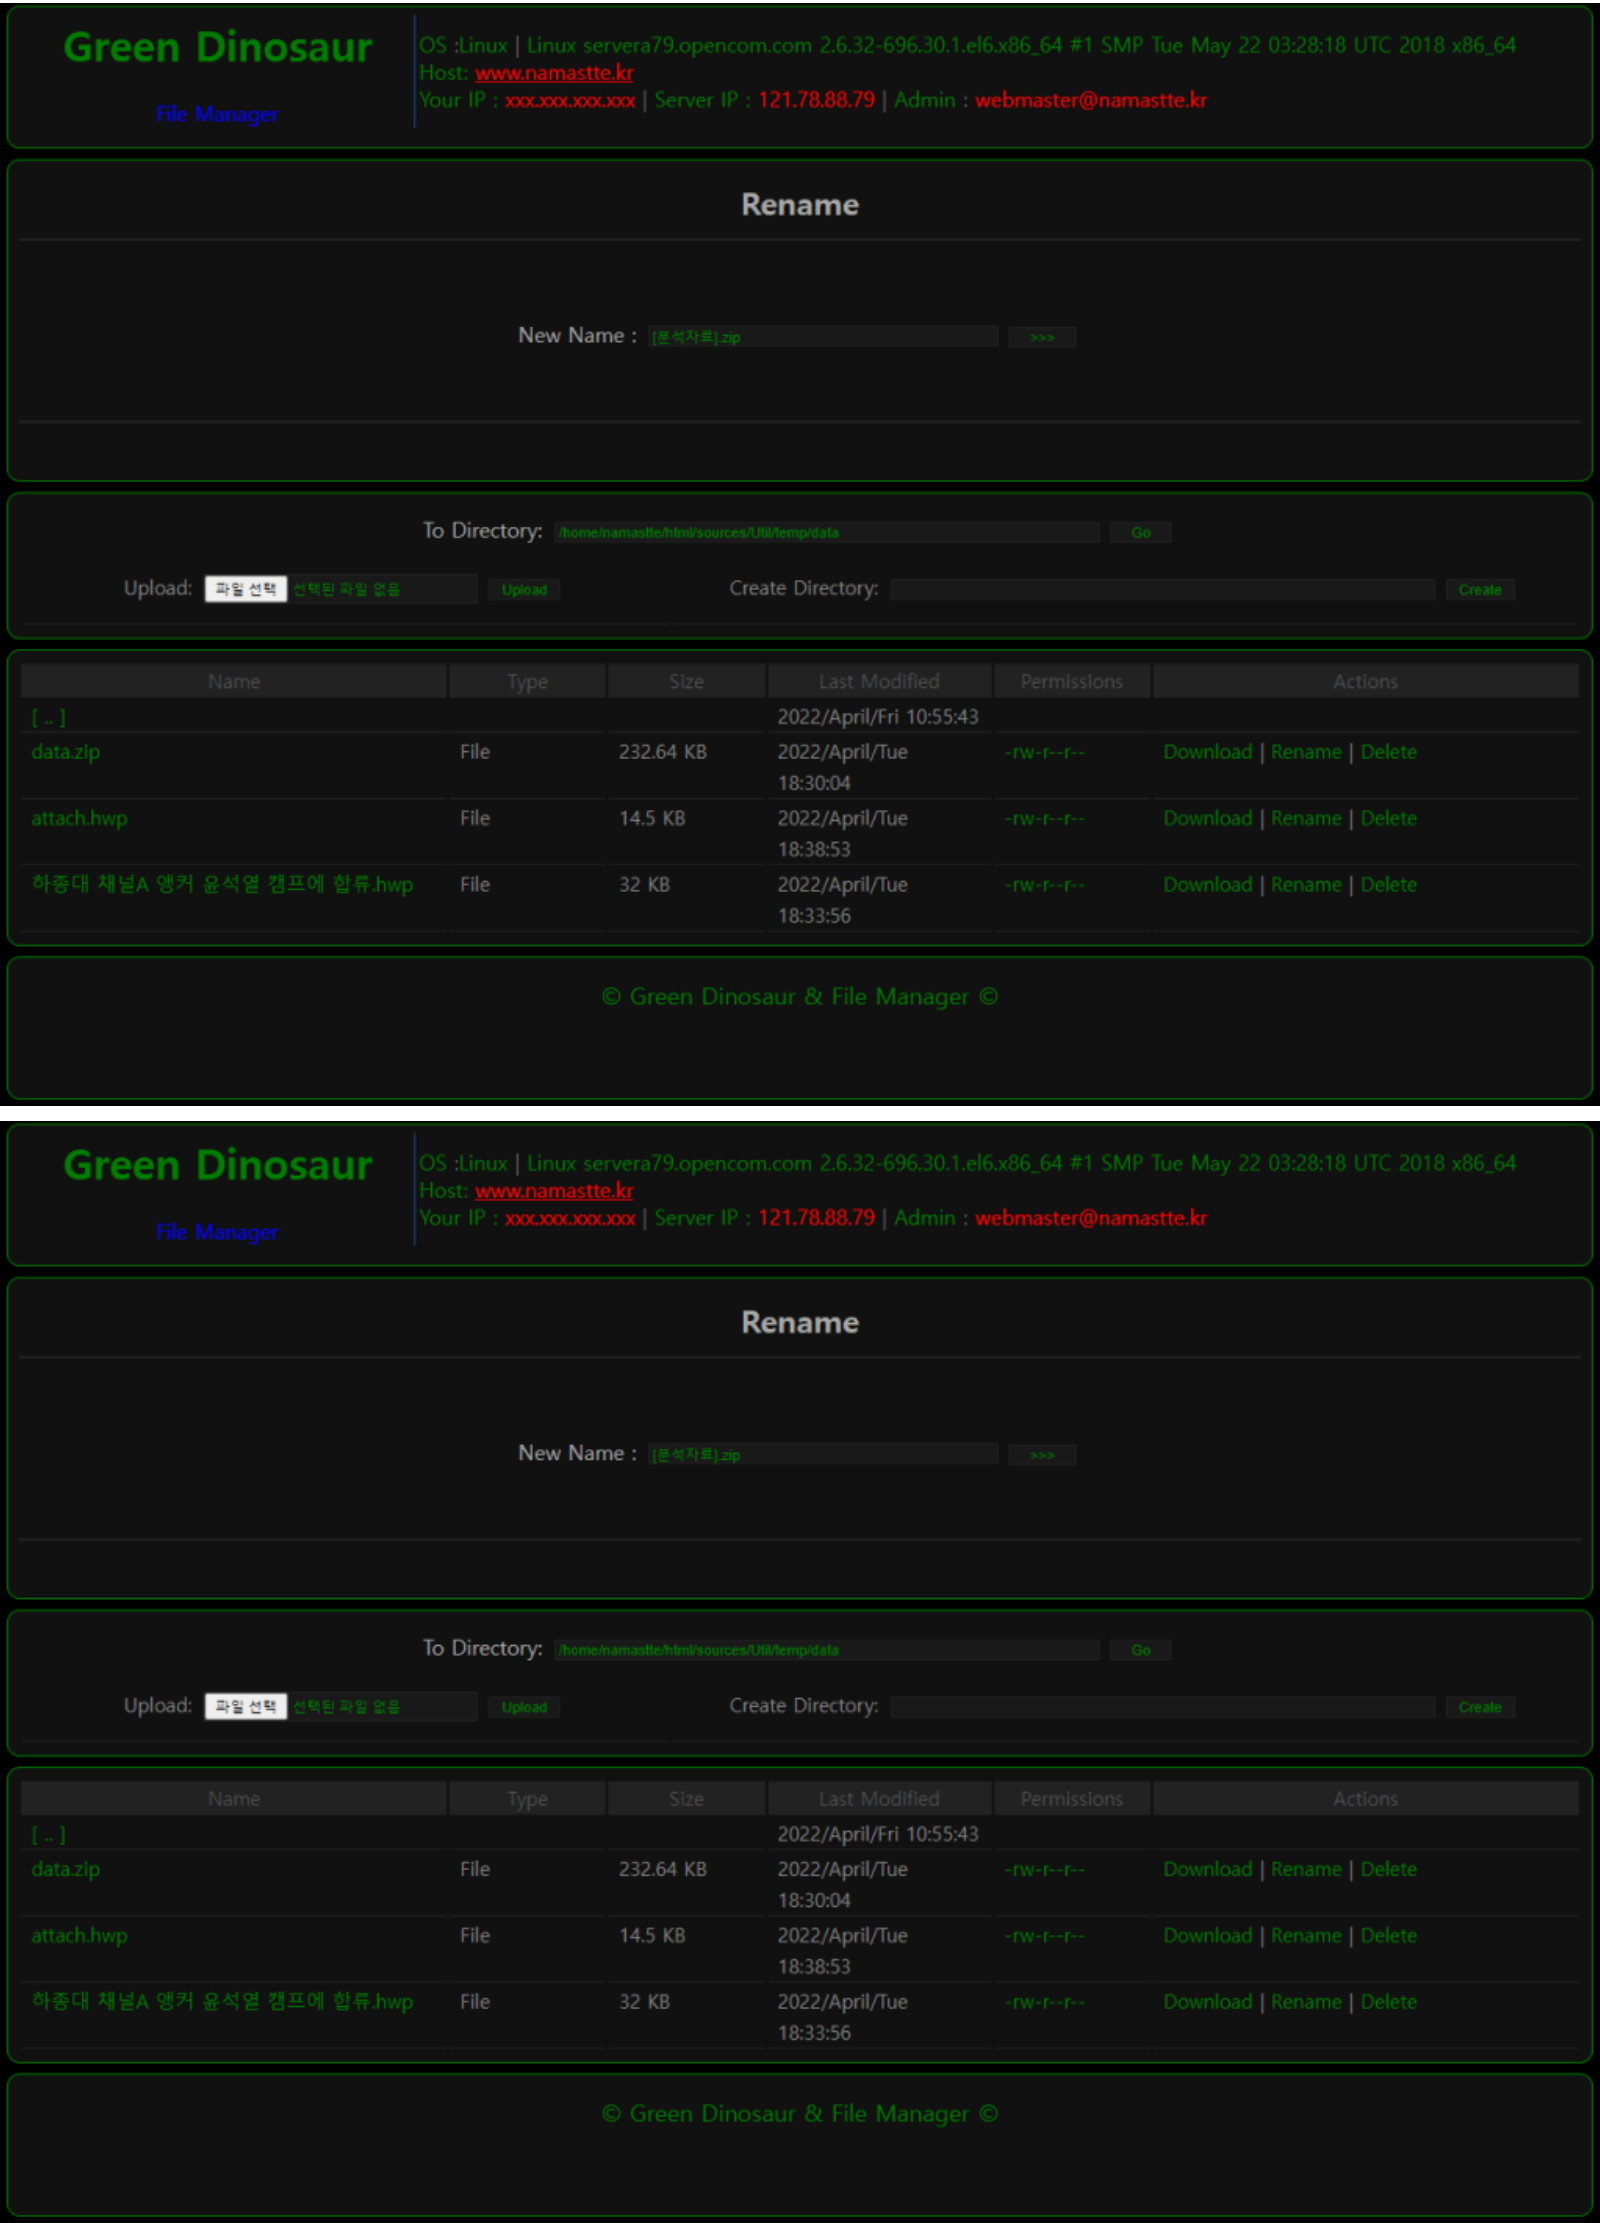 Green Dinosaur
File Manager
OS :Linux | Linux servera79.opencom.com 2.6.32-696.30.1.el6.x86_64 #1 SMP Tue May 22 03:28:18 UTC 2018 x86_64
Host: www.namastte.kr
Your IP : xxx.xxx.xxx.xxx | Server IP : 121.78.88.79 | Admin : webmaster@namastte.kr
Rename
New Name : [분석자료].zip >>>
To Directory: /home/namastte/html/sources/Util/temp/data Go
Upload: 파일 선택 선택된 파일 없음 Upload Create Directory: Create
Name Type Size Last Modified Permissions Actions
[ .. ] 2022/April/Fri 10:55:43
data.zip File 232.64 KB 2022/April/Tue -rw-r--r-- Download | Rename | Delete
18:30:04
attach.hwp File 14.5 KB 2022/April/Tue -rw-r--r-- Download | Rename | Delete
18:38:53
하종대 채널A 앵커 윤석열 캠프에 합류.hwp File 32 KB 2022/April/Tue -rw-r--r-- Download | Rename | Delete
18:33:56
© Green Dinosaur & File Manager ©
Green Dinosaur
File Manager
OS :Linux | Linux servera79.opencom.com 2.6.32-696.30.1.el6.x86_64 #1 SMP Tue May 22 03:28:18 UTC 2018 x86_64
Host: www.namastte.kr
Your IP : xxx.xxx.xxx.xxx | Server IP : 121.78.88.79 | Admin : webmaster@namastte.kr
Rename
New Name : [분석자료].zip >>>
To Directory: /home/namastte/html/sources/Util/temp/data Go
Upload: 파일 선택 선택된 파일 없음 Upload Create Directory: Create
Name Type Size Last Modified Permissions Actions
[ .. ] 2022/April/Fri 10:55:43
data.zip File 232.64 KB 2022/April/Tue -rw-r--r-- Download | Rename | Delete
18:30:04
attach.hwp File 14.5 KB 2022/April/Tue -rw-r--r-- Download | Rename | Delete
18:38:53
하종대 채널A 앵커 윤석열 캠프에 합류.hwp File 32 KB 2022/April/Tue -rw-r--r-- Download | Rename | Delete
18:33:56
© Green Dinosaur & File Manager ©